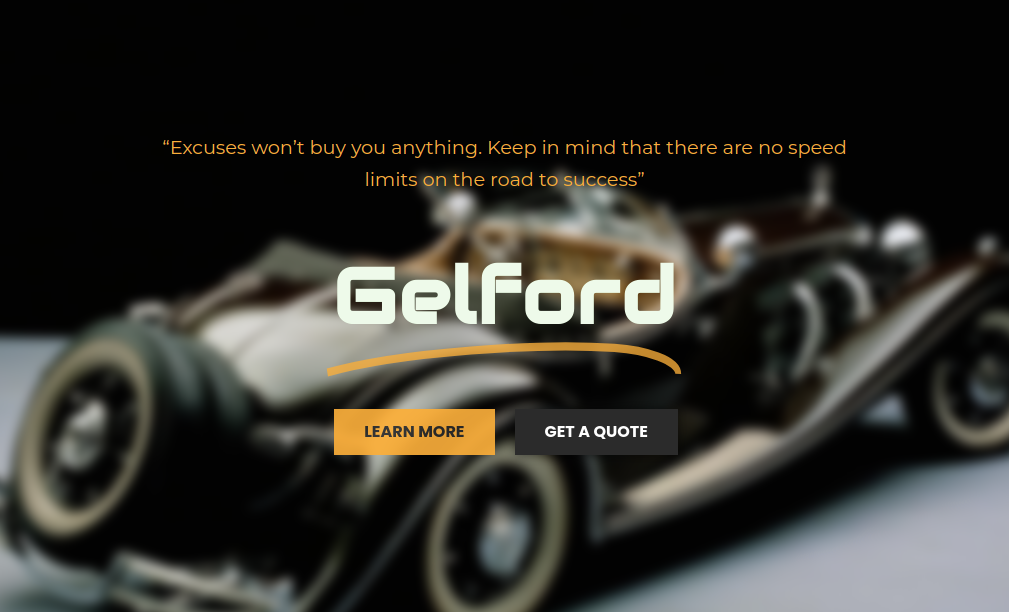 “Excuses won’t buy you anything. Keep in mind that there are no speed
limits on the road to success”
Gelford
LEARN MORE
GET A QUOTE